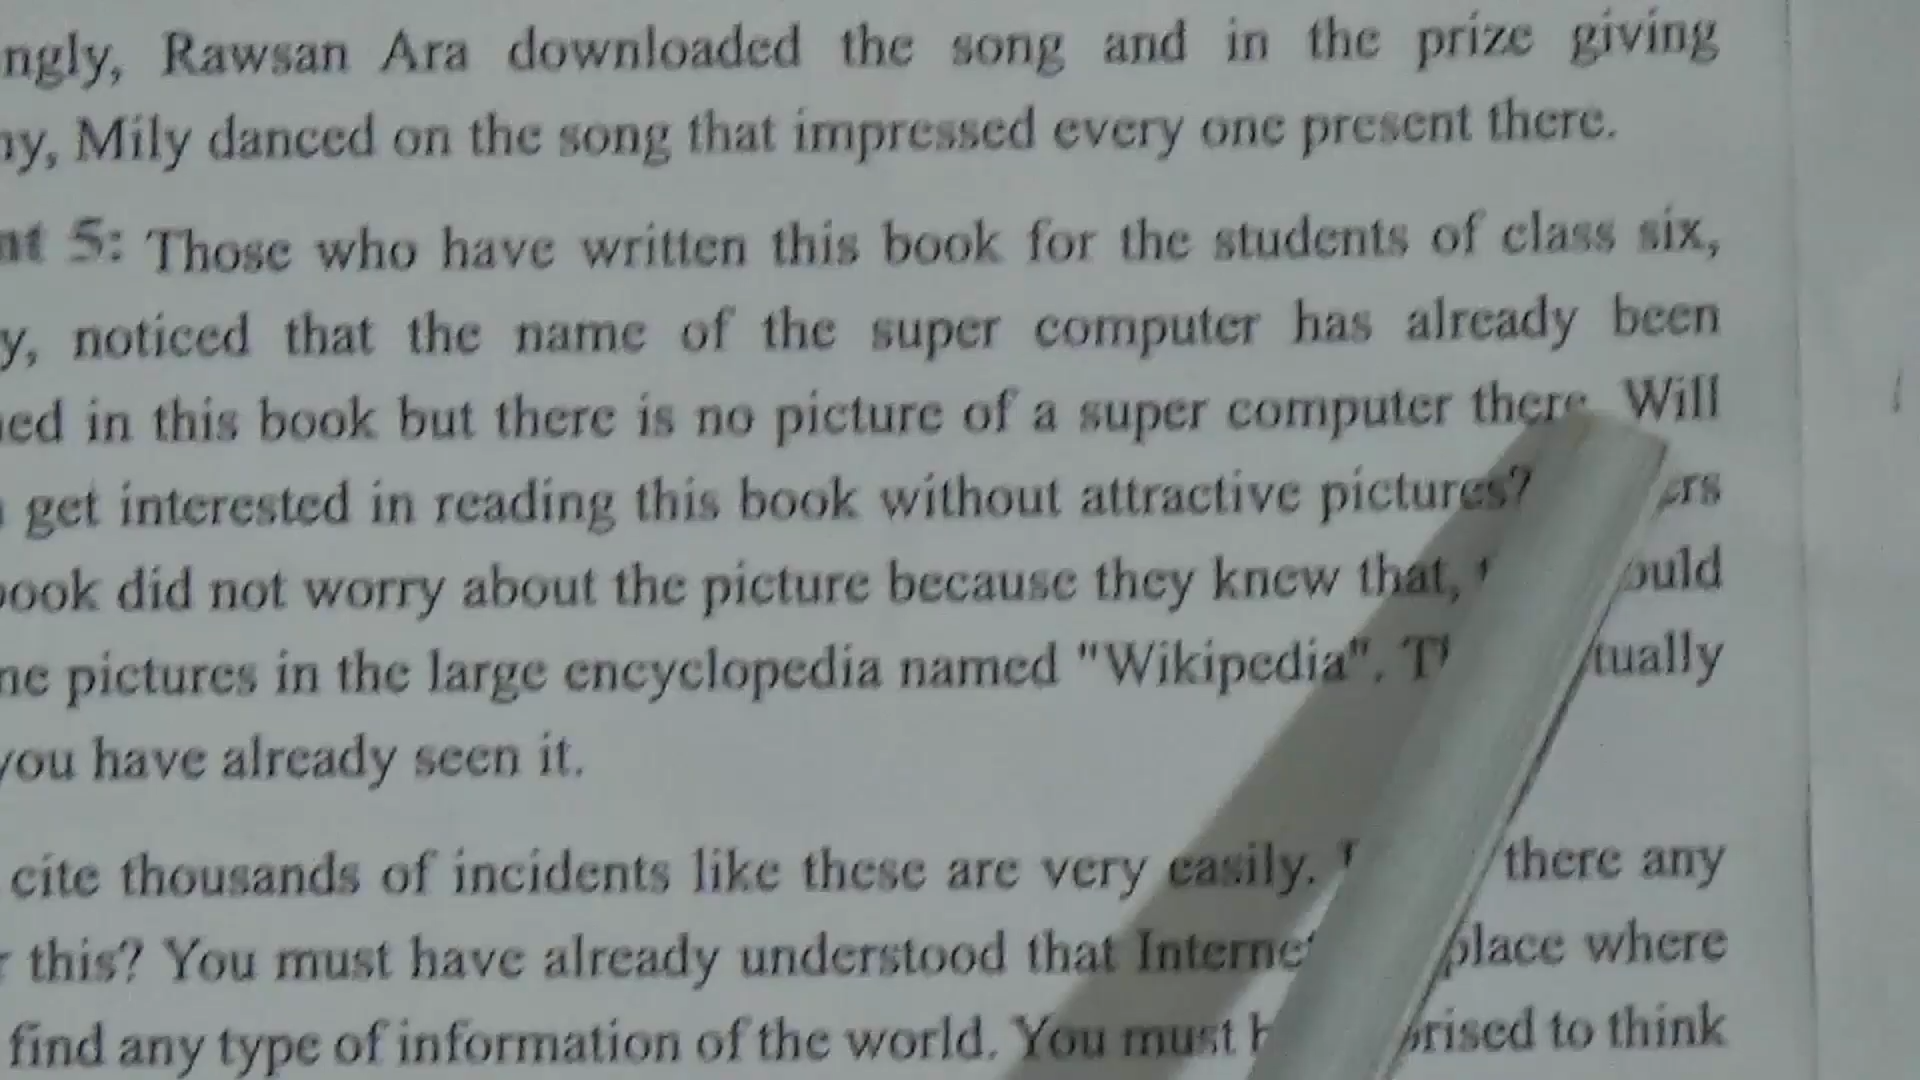 ngly, Rawsan Ara downloaded the song and in the prize giving
ny, Mily danced on the song that impressed every one present there.
nt 5: Those who have written this book for the students of class six,
y, noticed that the name of the super computer has already been
ed in this book but there is no picture of a super computer there Will
get interested in reading this book without attractive pictures? ers
ook did not worry about the picture because they knew that, ould
ne pictures in the large encyclopedia named "Wikipedia". tually
you have already seen it.
cite thousands of incidents like these are very easily. there any
r this? You must have already understood that Interne place where
find any type of information of the world. You must rised to think